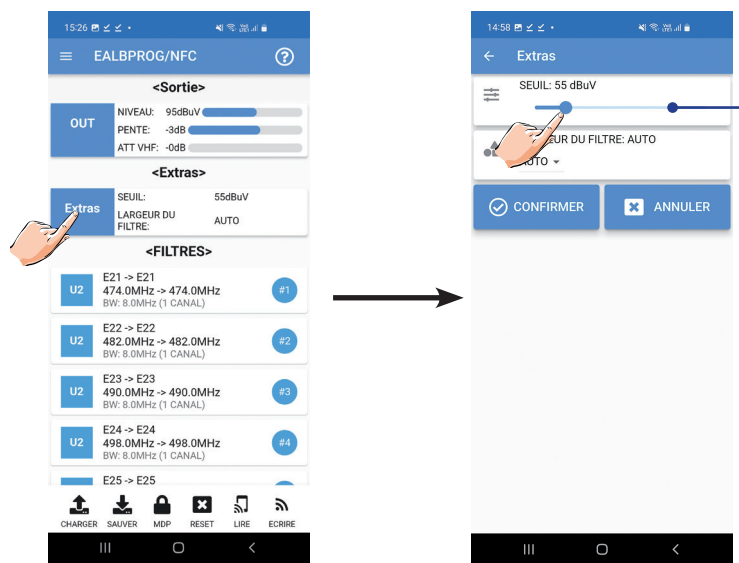 15:26
EALBPROG/NFC
?
<Sortie>
OUT
NIVEAU: 95dBuV
PENTE: -3dB
ATT VHF: -0dB
<Extras>
Extras
SEUIL: 55dBuV
LARGEUR DU FILTRE: AUTO
<FILTRES>
U2
E21 -> E21
474.0MHz -> 474.0MHz
BW: 8.0MHz (1 CANAL)
#1
U2
E22 -> E22
482.0MHz -> 482.0MHz
BW: 8.0MHz (1 CANAL)
#2
U2
E23 -> E23
490.0MHz -> 490.0MHz
BW: 8.0MHz (1 CANAL)
#3
U2
E24 -> E24
498.0MHz -> 498.0MHz
BW: 8.0MHz (1 CANAL)
#4
E25 -> E25
CHARGER SAUVER MDP RESET LIRE ECRIRE
14:58
Extras
SEUIL: 55 dBuV
DU FILTRE: AUTO
AUTO
CONFIRMER
ANNULER